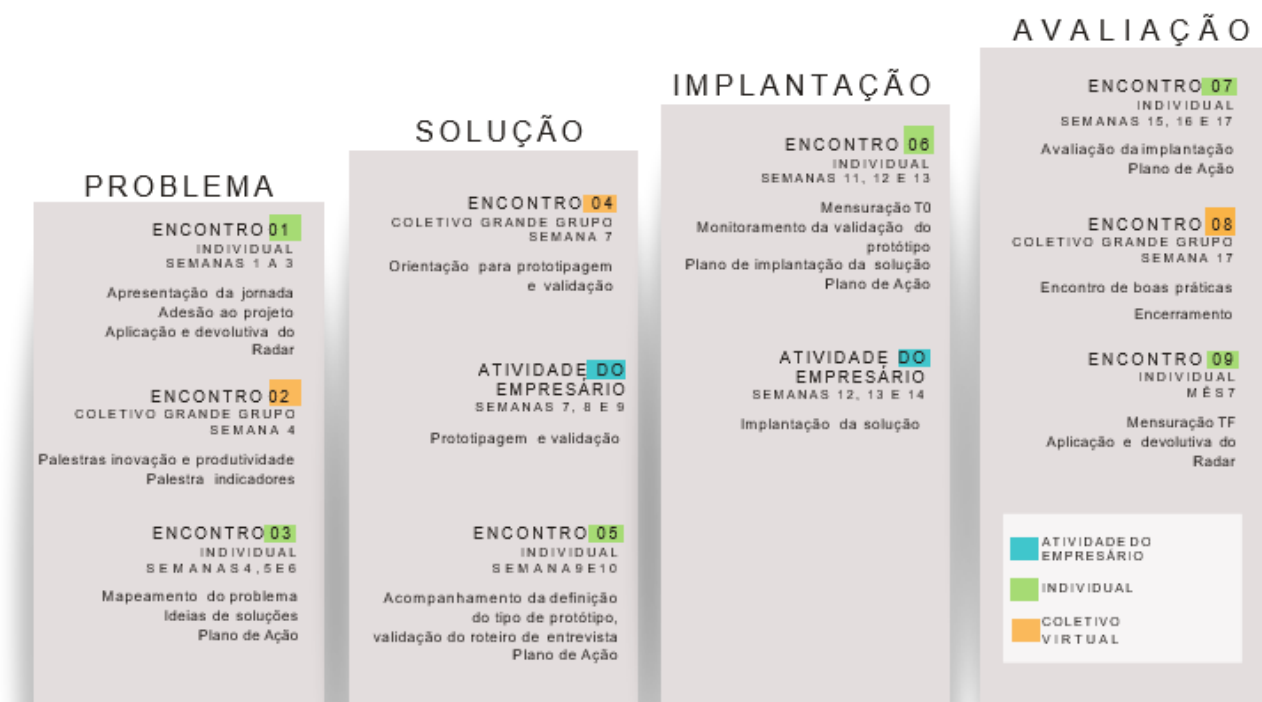 PROBLEMA
ENCONTRO 01
INDIVIDUAL
SEMANAS 1 A 3
Apresentação da jornada
Adesão ao projeto
Aplicação e devolutiva do
Radar
ENCONTRO 02
COLETIVO GRANDE GRUPO
SEMANA 4
Palestras inovação e produtividade
Palestra indicadores
ENCONTRO 03
INDIVIDUAL
SEMANAS 4, 5 E 6
Mapeamento do problema
Ideias de soluções
Plano de Ação
SOLUÇÃO
ENCONTRO 04
COLETIVO GRANDE GRUPO
SEMANA 7
Orientação para prototipagem
e validação
ATIVIDADE DO
EMPRESÁRIO
SEMANAS 7, 8 E 9
Prototipagem e validação
ENCONTRO 05
INDIVIDUAL
SEMANA 9 E 10
Acompanhamento da definição
do tipo de protótipo,
validação do roteiro de entrevista
Plano de Ação
IMPLANTAÇÃO
ENCONTRO 06
INDIVIDUAL
SEMANAS 11, 12 E 13
Mensuração T0
Monitoramento da validação do
protótipo
Plano de implantação da solução
Plano de Ação
ATIVIDADE DO
EMPRESÁRIO
SEMANAS 12, 13 E 14
Implantação da solução
AVALIAÇÃO
ENCONTRO 07
INDIVIDUAL
SEMANAS 15, 16 E 17
Avaliação da implantação
Plano de Ação
ENCONTRO 08
COLETIVO GRANDE GRUPO
SEMANA 17
Encontro de boas práticas
Encerramento
ENCONTRO 09
INDIVIDUAL
MÊS 7
Mensuração TF
Aplicação e devolutiva do
Radar
ATIVIDADE DO
EMPRESÁRIO
INDIVIDUAL
COLETIVO
VIRTUAL